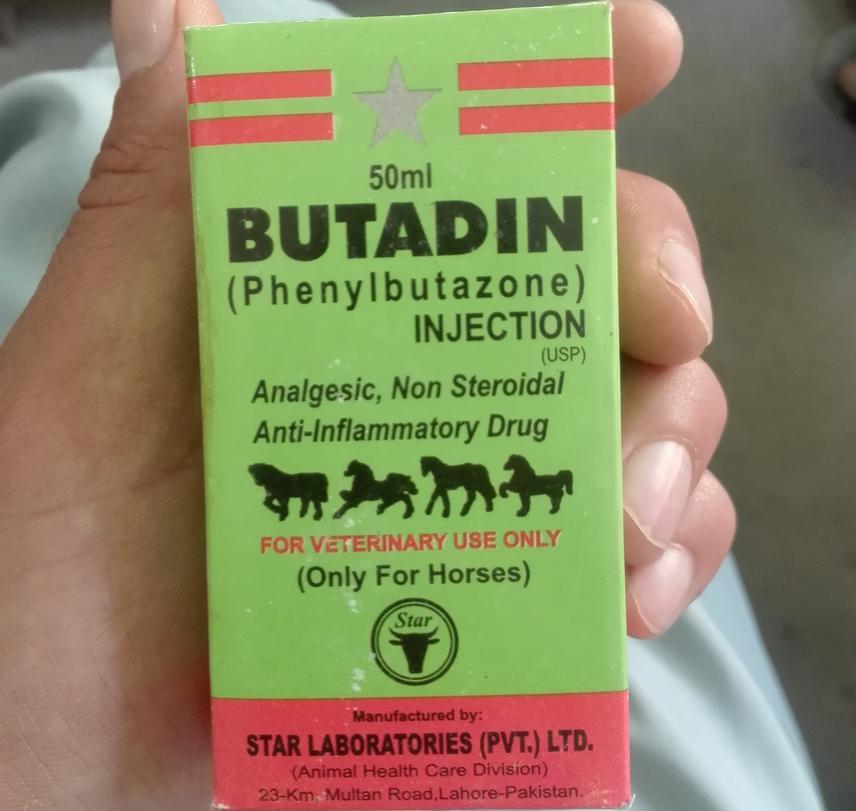 50ml
BUTADIN
(Phenylbutazone)
INJECTION
(USP)
Analgesic, Non Steroidal
Anti-Inflammatory Drug
FOR VETERINARY USE ONLY
(Only For Horses)
Star
Manufactured by:
STAR LABORATORIES (PVT.) LTD.
(Animal Health Care Division)
23-Km, Multan Road,Lahore-Pakistan.